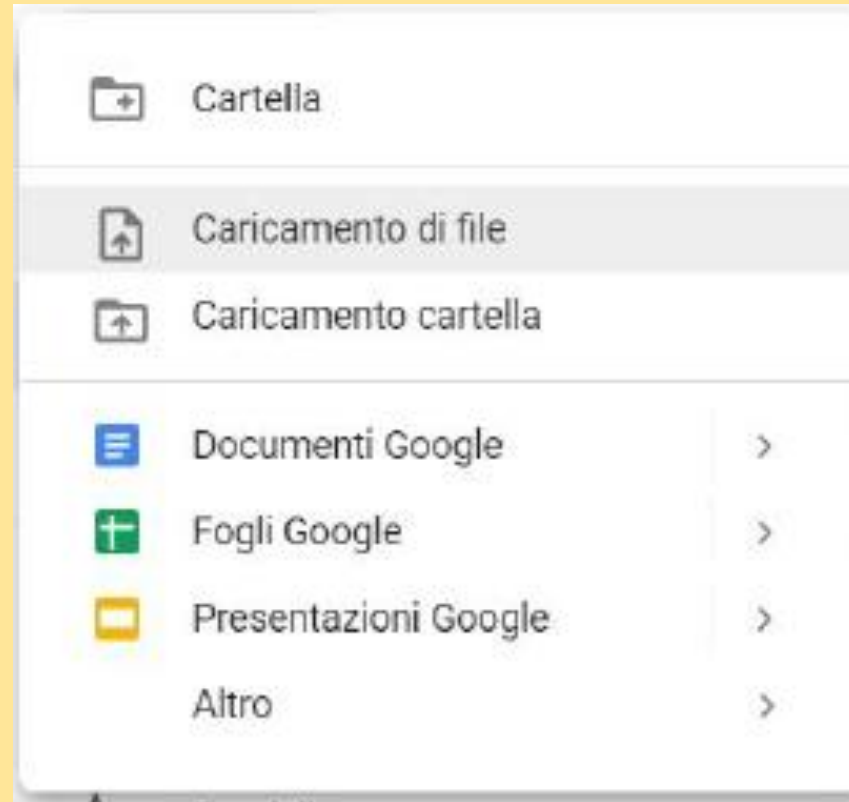 Cartella
Caricamento di file
Caricamento cartella
Documenti Google
Fogli Google
Presentazioni Google
Altro